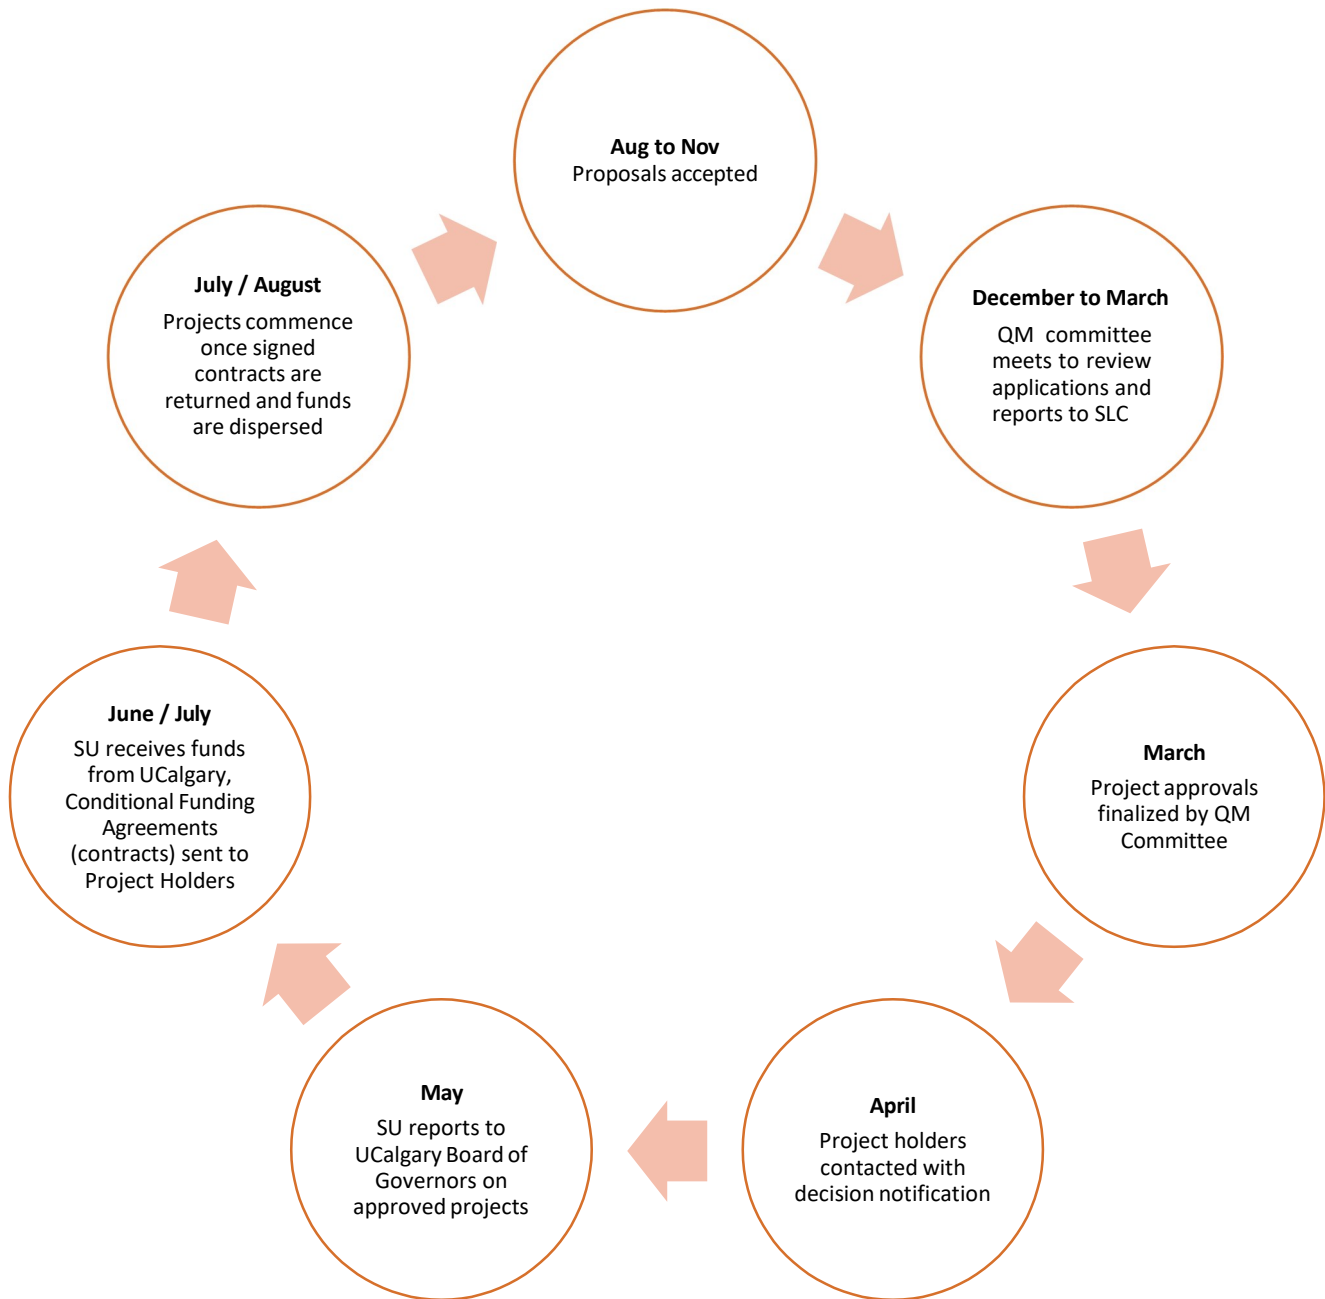 Aug to Nov
Proposals accepted
December to March
QM committee
meets to review
applications and
reports to SLC
March
Project approvals
finalized by QM
Committee
April
Project holders
contacted with
decision notification
May
SU reports to
UCalgary Board of
Governors on
approved projects
June / July
SU receives funds
from UCalgary,
Conditional Funding
Agreements
(contracts) sent to
Project Holders
July / August
Projects commence
once signed
contracts are
returned and funds
are dispersed